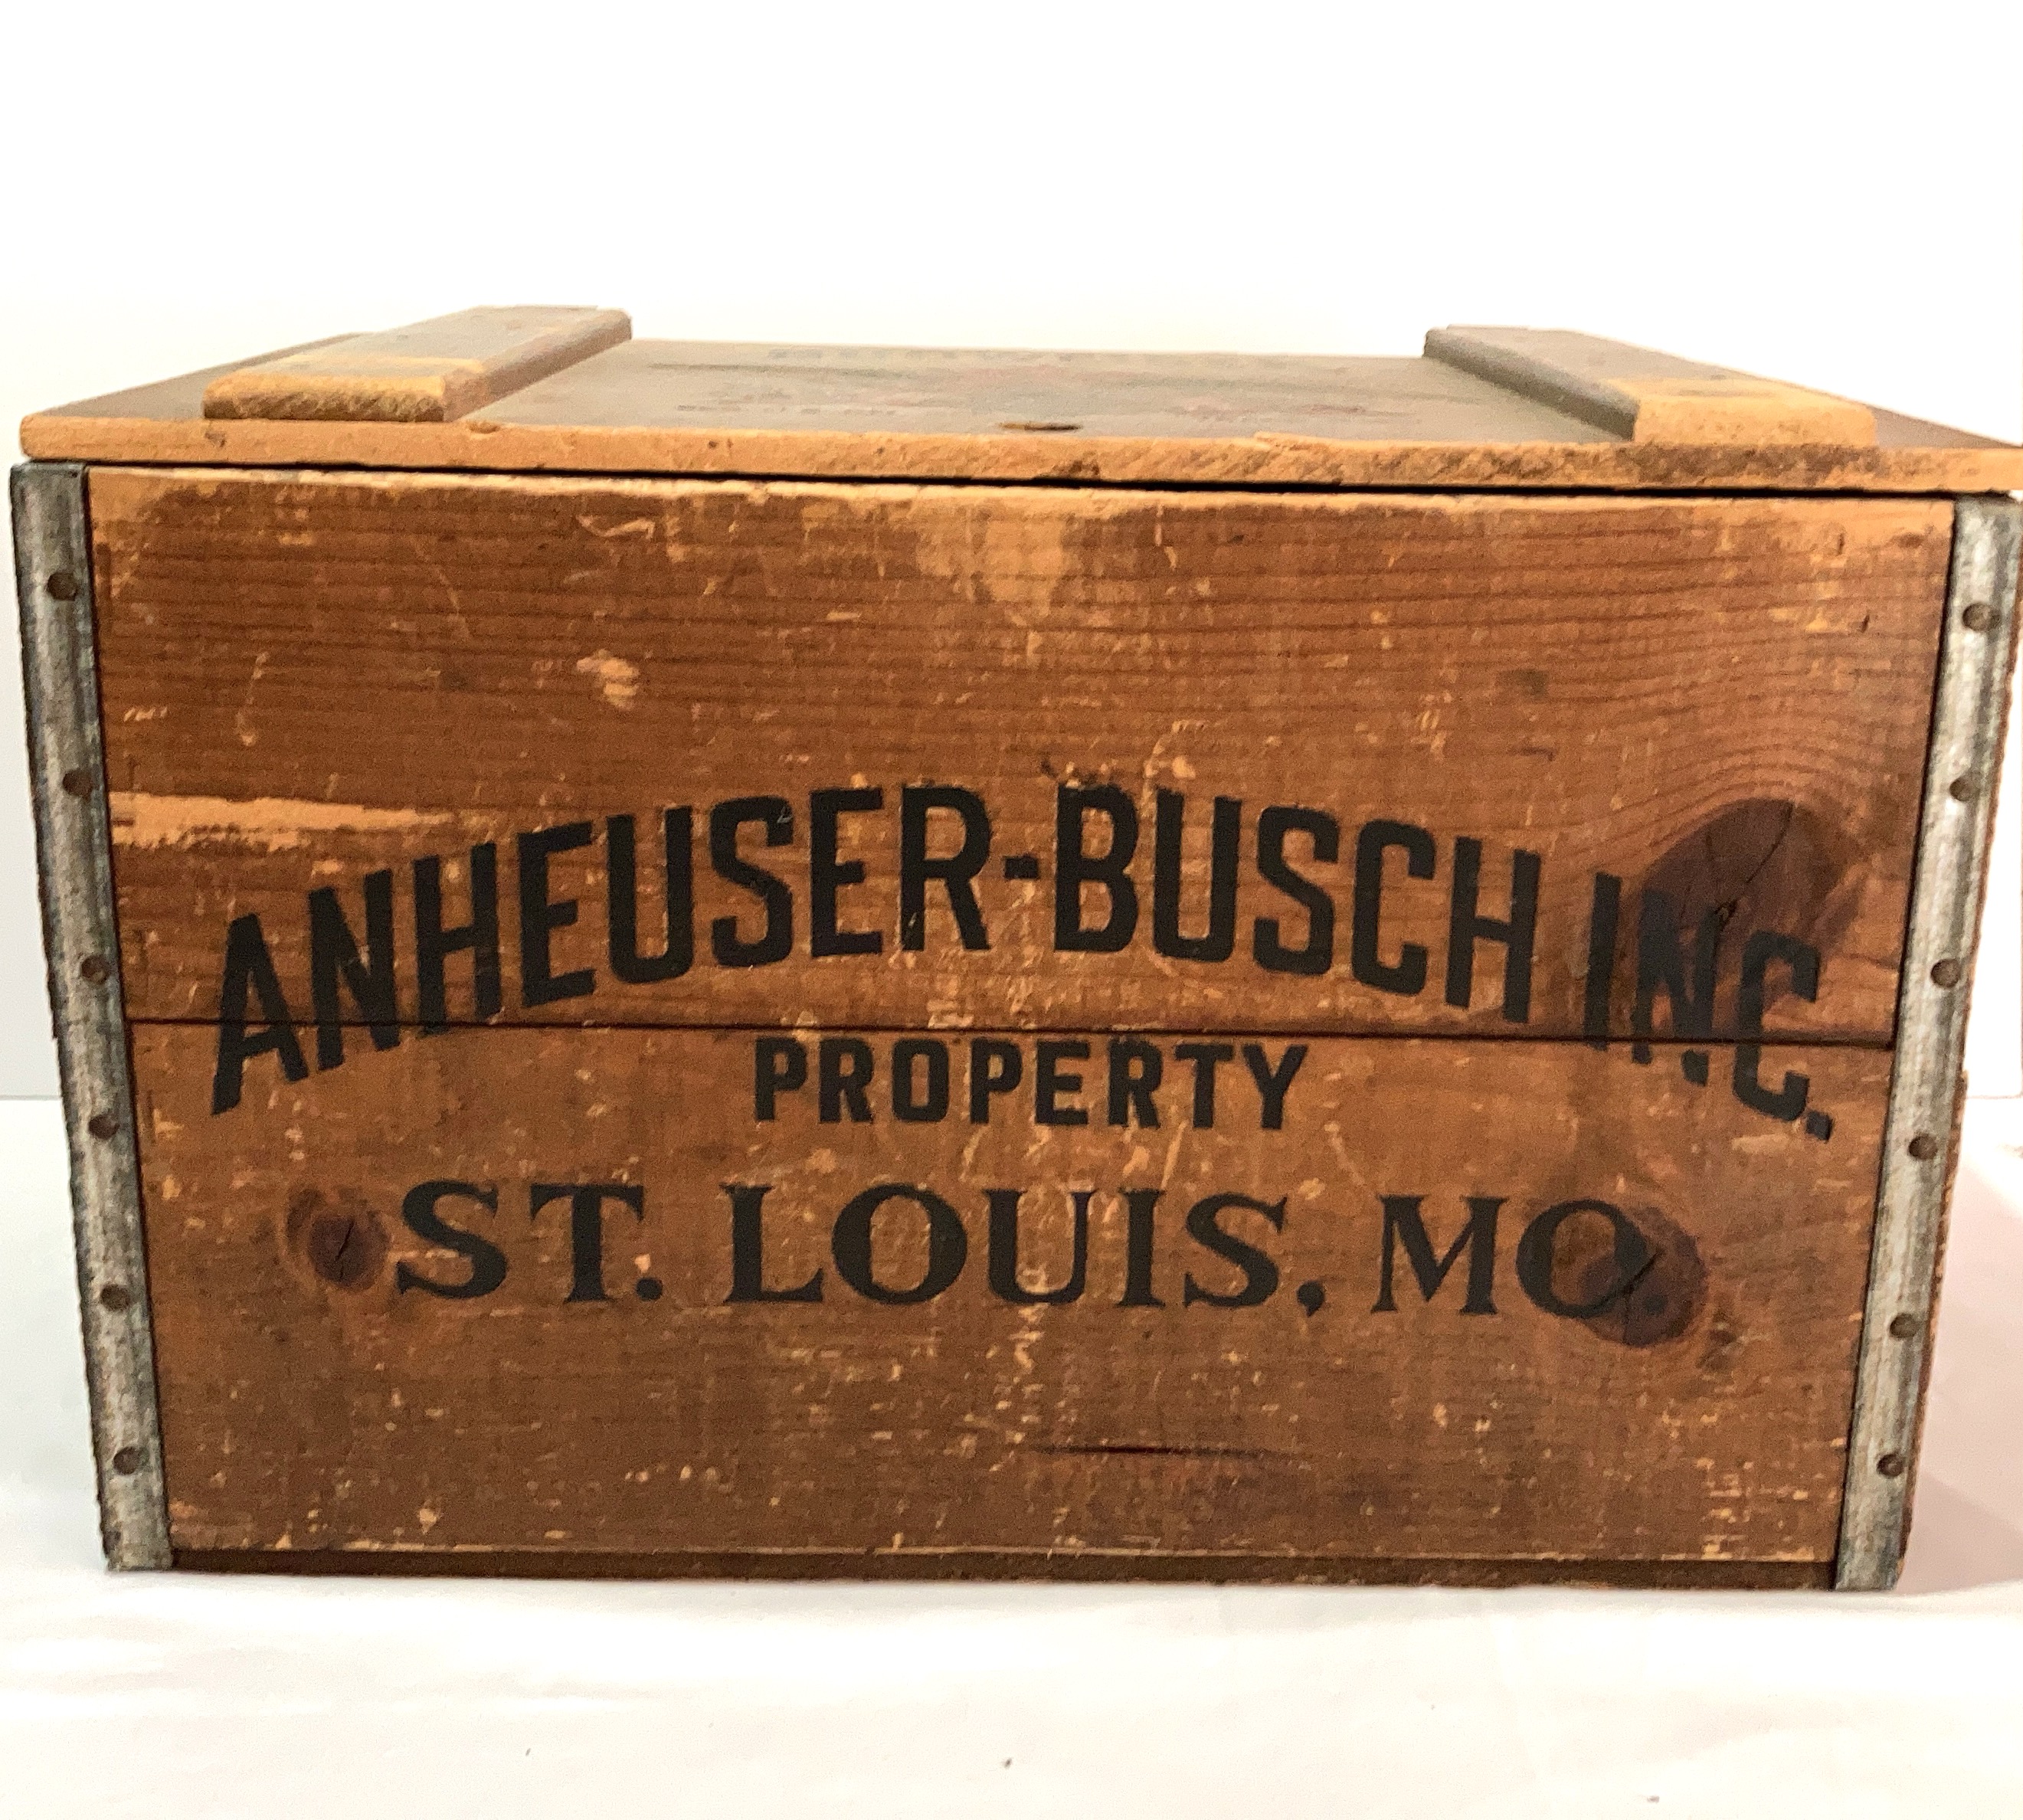 ANHEUSER-BUSCH INC.
PROPERTY
ST. LOUIS, MO.